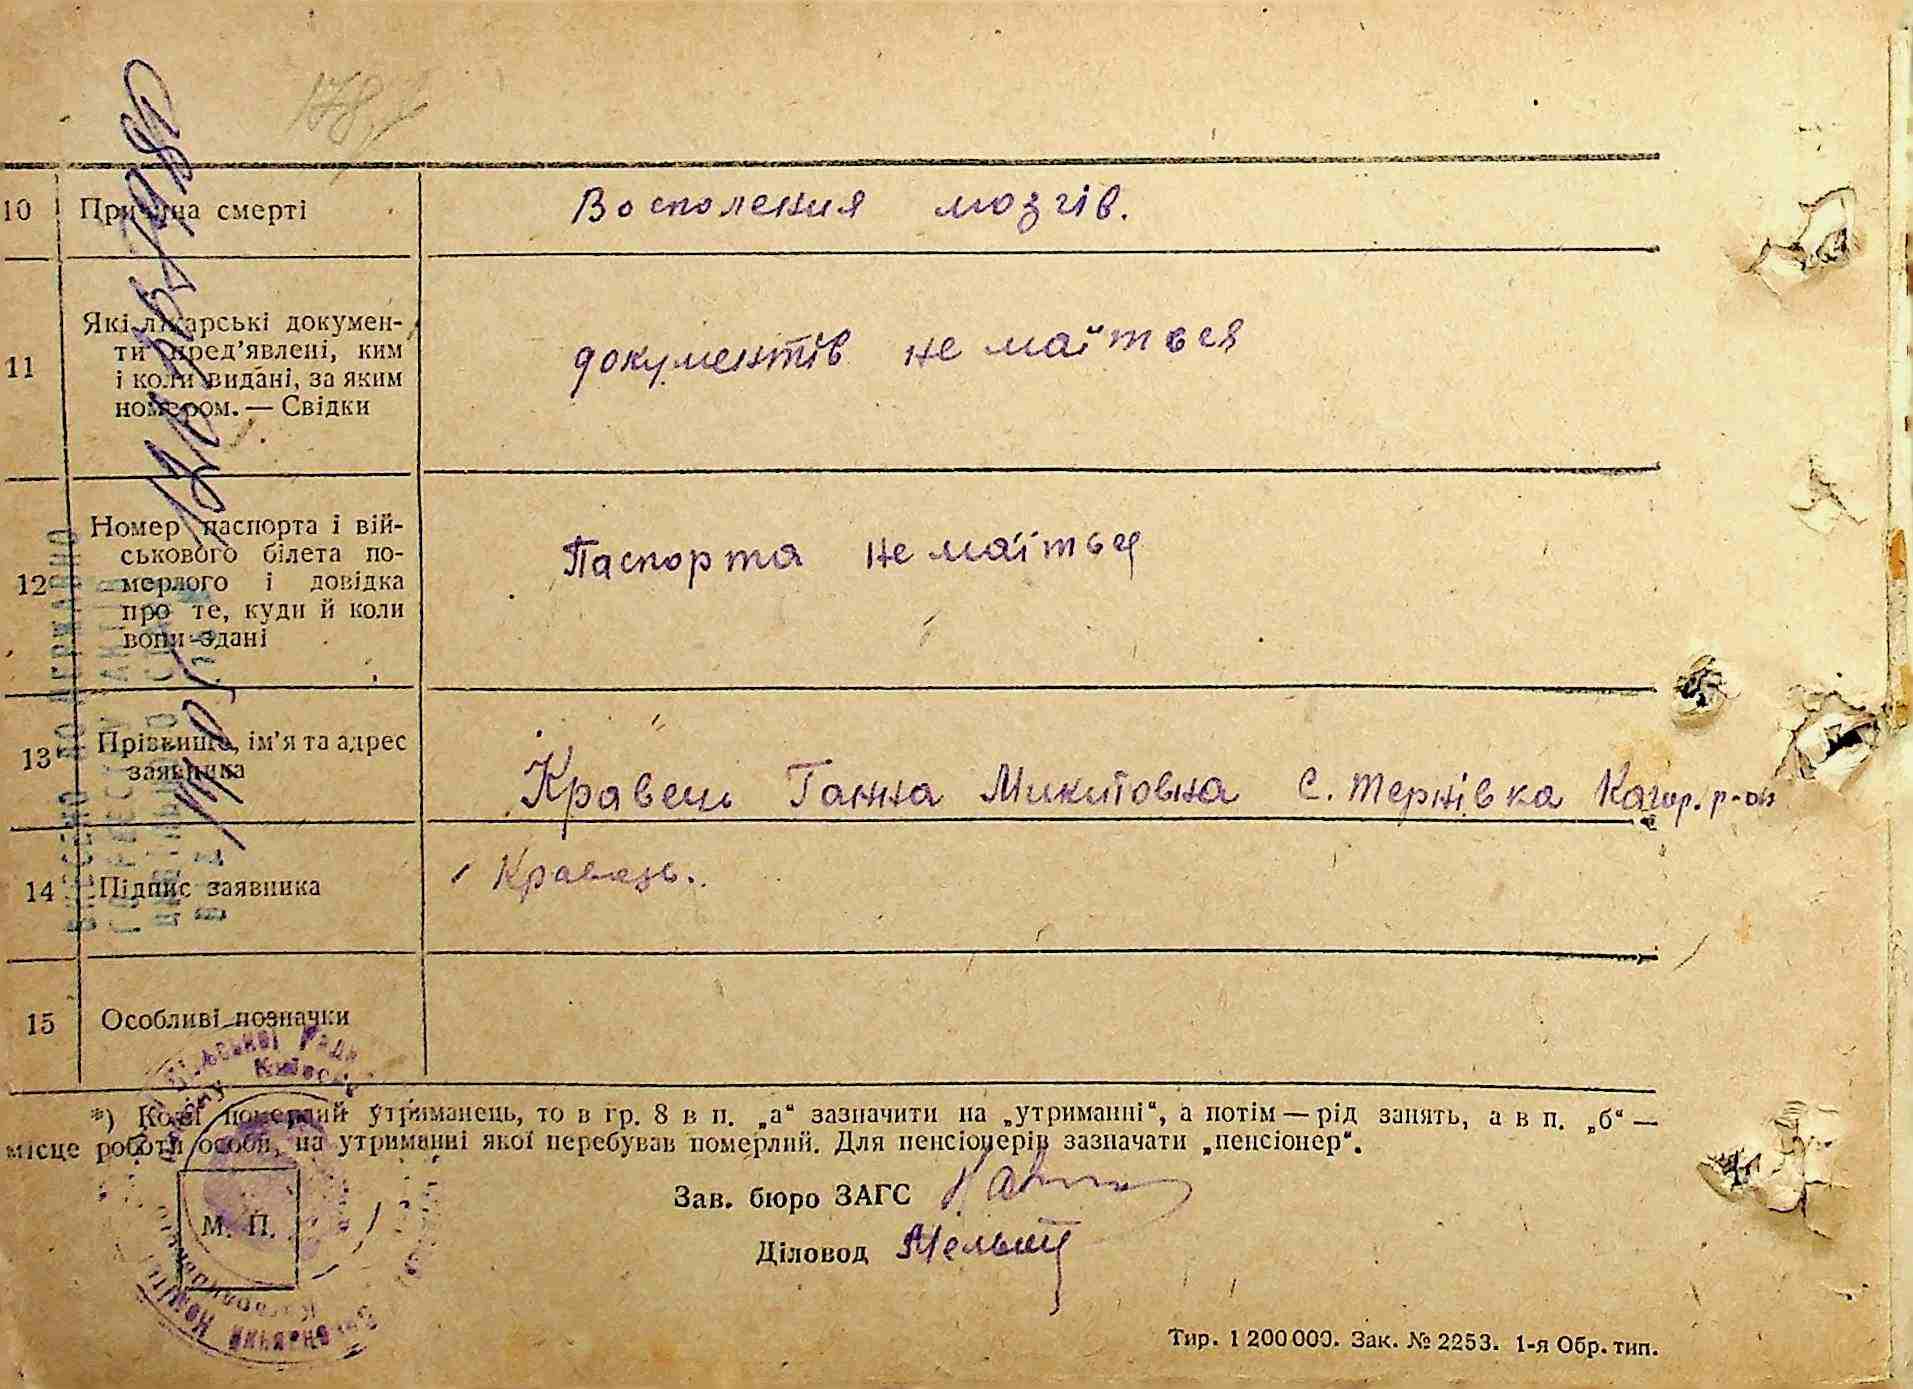 10 Причина смерті Восполения мозгів.
11 Які лікарські докумен-
ти пред’явлені, ким
і коли видані, за яким
номером. — Свідки
документів не маїться
12 Номер паспорта і вій-
ськового білета по-
мерлого і довідка
про те, куди й коли
вони здані
Паспорта не маїться
13 Прізвище, ім’я та адрес
заявника
Кравець Ганна Микитовна с. Тернівка Кагар. р-он
14 Підпис заявника Кравець.
15 Особливі позначки
*) Коли померлий утриманець, то в гр. 8 в п. „а“ зазначити на „утриманні“, а потім — рід занять, а в п. „б“ —
місце роботи особи, на утриманні якої перебував померлий. Для пенсіонерів зазначати „пенсіонер“.
Зав. бюро ЗАГС
Діловод
М. П.
Тир. 1 200 000. Зак. № 2253. 1-я Обр. тип.